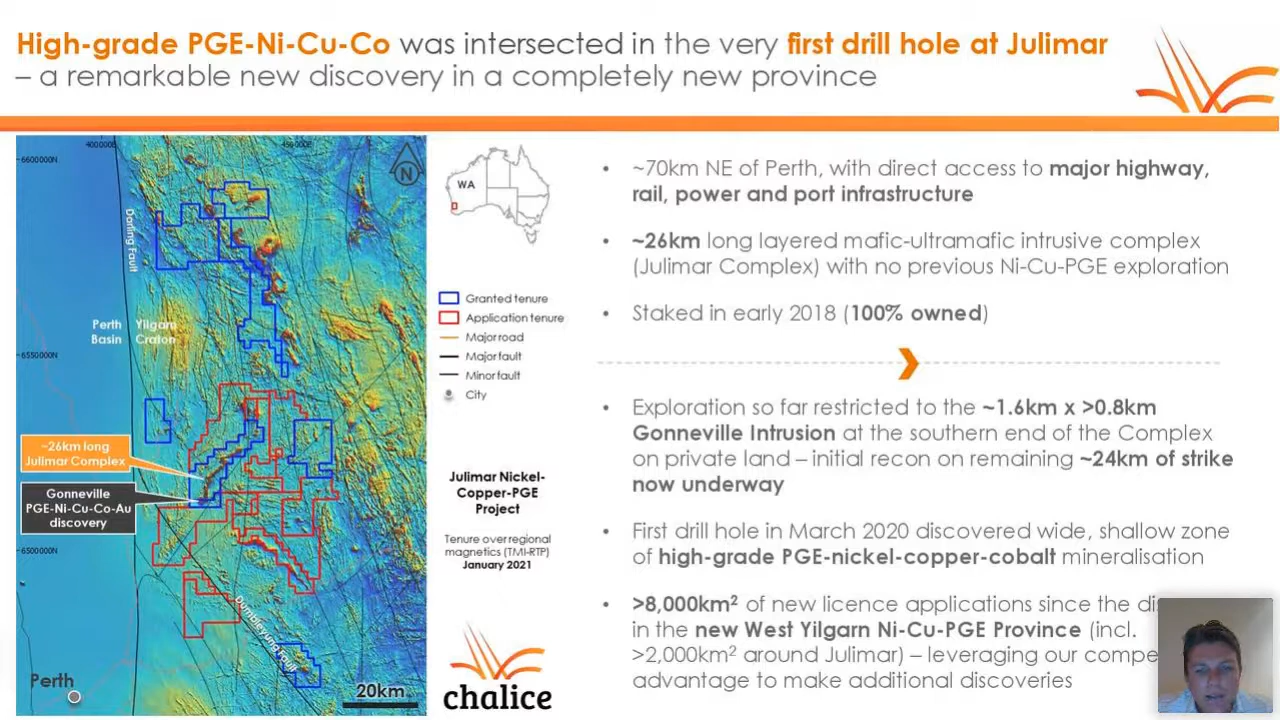 High-grade PGE-Ni-Cu-Co was intersected in the very first drill hole at Julimar
– a remarkable new discovery in a completely new province
400000E
450000E
6600000N
N
Darling Fault
Perth Yilgarn
Basin Craton
6550000N
~26km long
Julimar Complex
Gonneville
PGE-Ni-Cu-Co-Au
discovery
6500000N
Dumbleyung Fault
Perth
20km
WA
Granted tenure
Application tenure
Major road
Major fault
Minor fault
City
Julimar Nickel-
Copper-PGE
Project
Tenure over regional
magnetics (TMI-RTP)
January 2021
chalice
• ~70km NE of Perth, with direct access to major highway,
rail, power and port infrastructure
• ~26km long layered mafic-ultramafic intrusive complex
(Julimar Complex) with no previous Ni-Cu-PGE exploration
• Staked in early 2018 (100% owned)
• Exploration so far restricted to the ~1.6km x >0.8km
Gonneville Intrusion at the southern end of the Complex
on private land – initial recon on remaining ~24km of strike
now underway
• First drill hole in March 2020 discovered wide, shallow zone
of high-grade PGE-nickel-copper-cobalt mineralisation
• >8,000km² of new licence applications since the di
in the new West Yilgarn Ni-Cu-PGE Province (incl.
>2,000km² around Julimar) – leveraging our compe
advantage to make additional discoveries